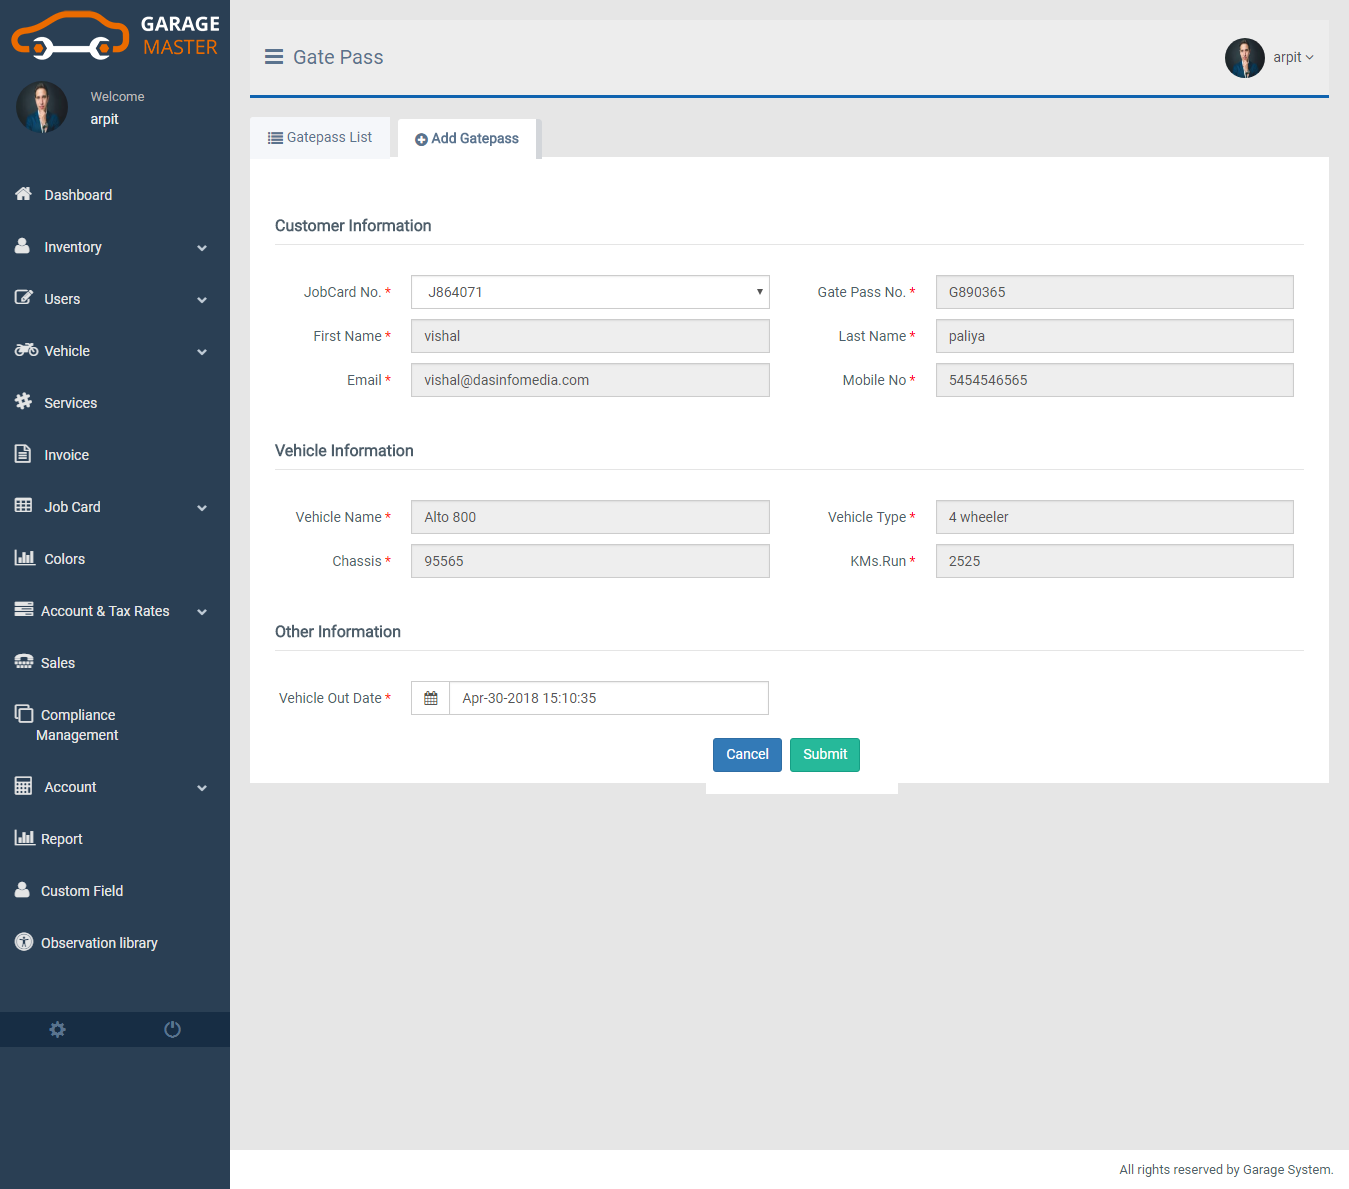 GARAGE
MASTER
Welcome
arpit
Dashboard
Inventory
Users
Vehicle
Services
Invoice
Job Card
Colors
Account & Tax Rates
Sales
Compliance
Management
Account
Report
Custom Field
Observation library
Gate Pass
arpit
Gatepass List
Add Gatepass
Customer Information
JobCard No. * J864071
Gate Pass No. * G890365
First Name * vishal
Last Name * paliya
Email * vishal@dasinfomedia.com
Mobile No * 5454546565
Vehicle Information
Vehicle Name * Alto 800
Vehicle Type * 4 wheeler
Chassis * 95565
KMs.Run * 2525
Other Information
Vehicle Out Date * Apr-30-2018 15:10:35
Cancel Submit
All rights reserved by Garage System.